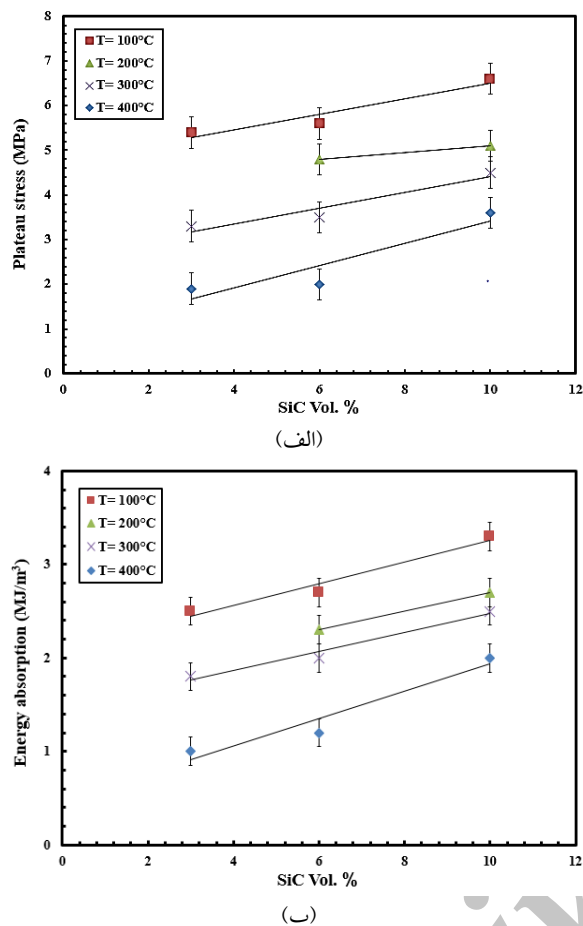 T= 100°C
T= 200°C
T= 300°C
T= 400°C
8
7
6
5
4
3
2
1
0
Plateau stress (MPa)
0 2 4 6 8 10 12
SiC Vol. %
(الف)
T= 100°C
T= 200°C
T= 300°C
T= 400°C
4
3
2
1
0
Energy absorption (MJ/m³)
0 2 4 6 8 10 12
SiC Vol. %
(ب)